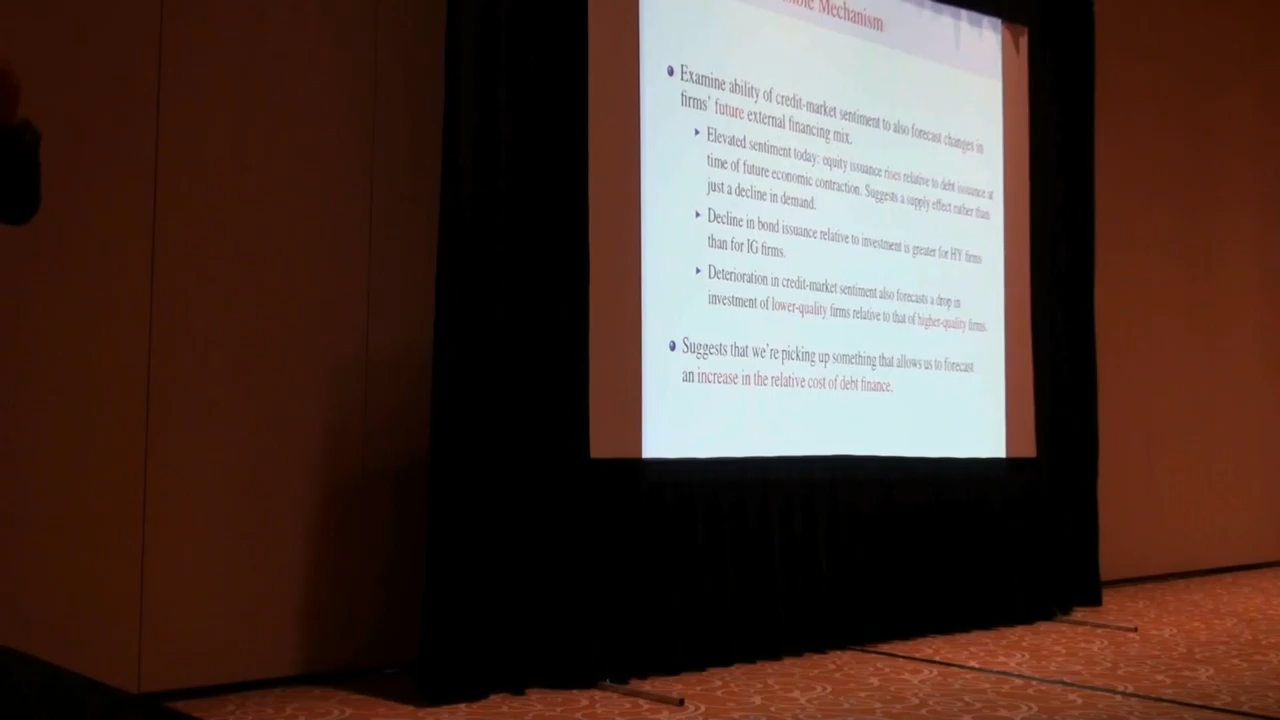 Mechanism
Examine ability of credit-market sentiment to also forecast changes in
firms' future external financing mix.
Elevated sentiment today: equity issuance rises relative to debt issuance at
time of future economic contraction. Suggests a supply effect rather than
just a decline in demand.
Decline in bond issuance relative to investment is greater for HY firms
than for IG firms.
Deterioration in credit-market sentiment also forecasts a drop in
investment of lower-quality firms relative to that of higher-quality firms.
Suggests that we're picking up something that allows us to forecast
an increase in the relative cost of debt finance.